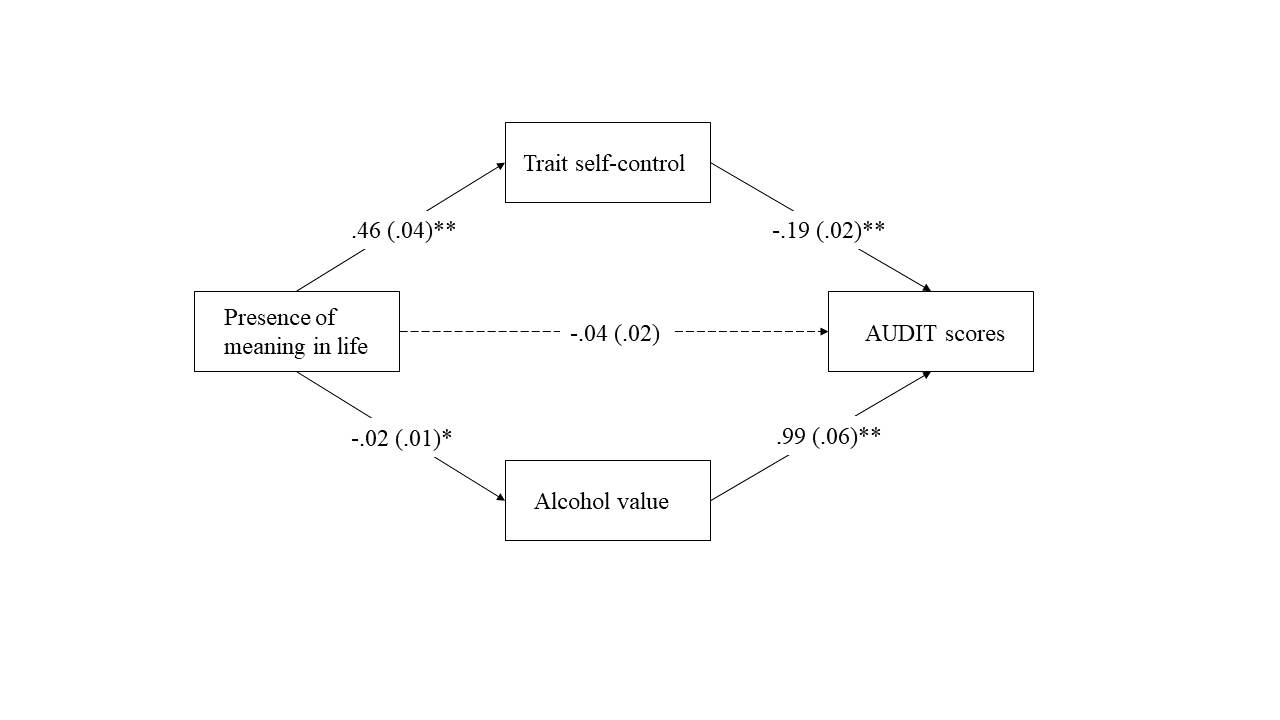 Trait self-control
.46 (.04)**
-.19 (.02)**
Presence of
meaning in life
-.04 (.02)
AUDIT scores
-.02 (.01)*
.99 (.06)**
Alcohol value